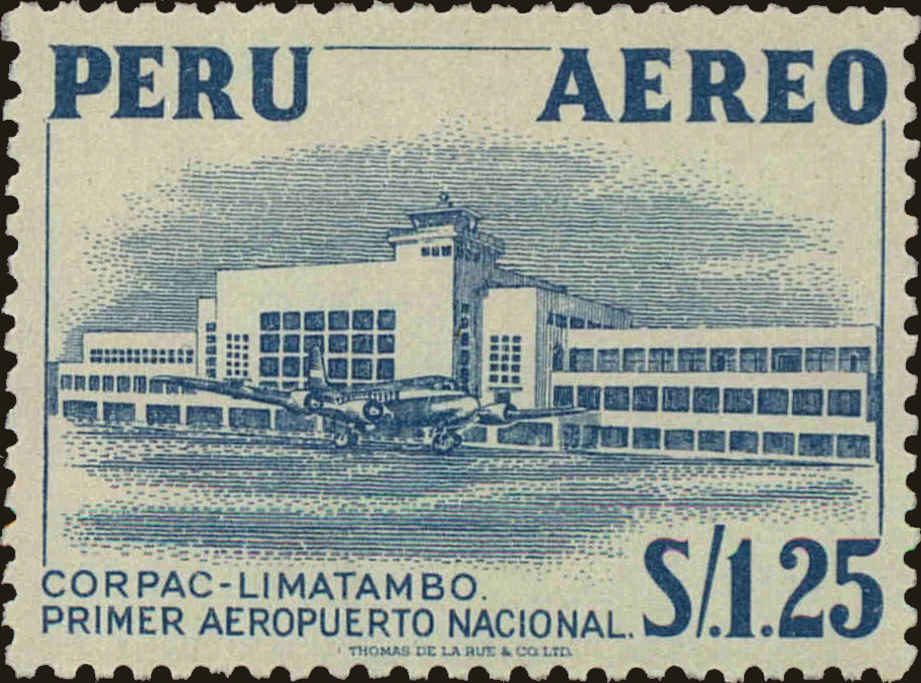 PERU AEREO
CORPAC-LIMATAMBO.
PRIMER AEROPUERTO NACIONAL. S/.1.25
THOMAS DE LA RUE & CO. LTD.